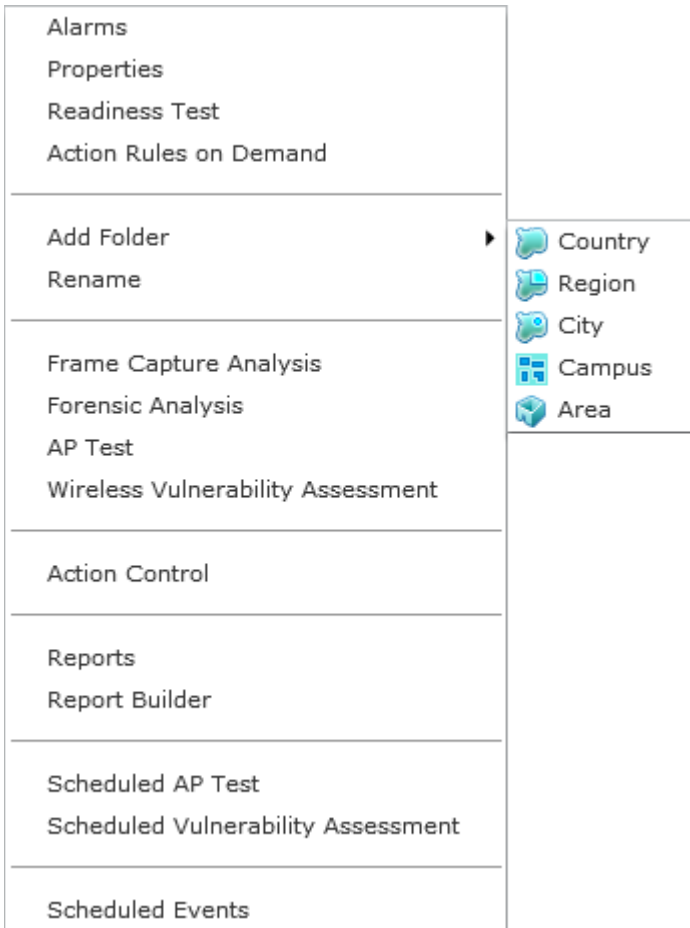 Alarms
Properties
Readiness Test
Action Rules on Demand
Add Folder
Rename
Country
Region
City
Campus
Area
Frame Capture Analysis
Forensic Analysis
AP Test
Wireless Vulnerability Assessment
Action Control
Reports
Report Builder
Scheduled AP Test
Scheduled Vulnerability Assessment
Scheduled Events